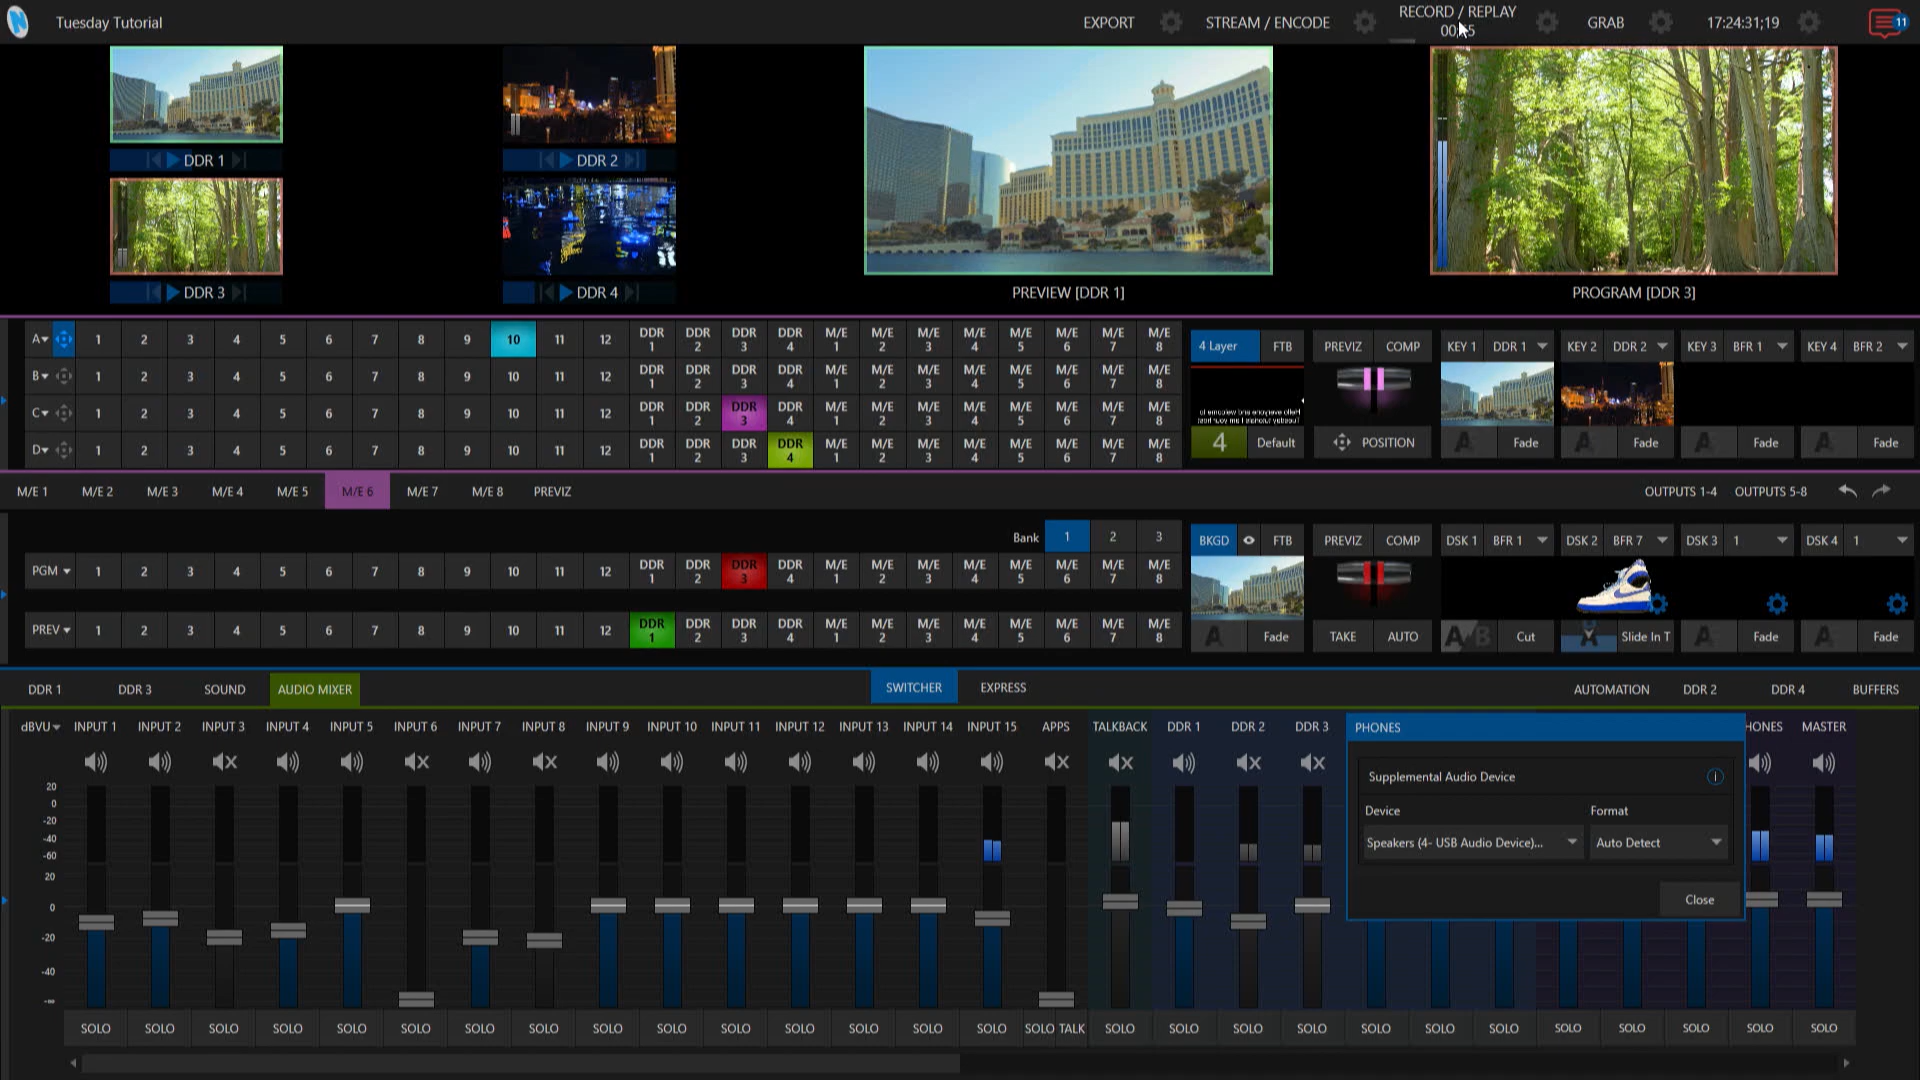 Tuesday Tutorial
EXPORT STREAM / ENCODE RECORD / REPLAY GRAB 17:24:31;19 11
DDR 1 DDR 2
DDR 3 DDR 4
PREVIEW [DDR 1] PROGRAM [DDR 3]
A 1 2 3 4 5 6 7 8 9 10 11 12 DDR 1 DDR 2 DDR 3 DDR 4 M/E 1 M/E 2 M/E 3 M/E 4 M/E 5 M/E 6 M/E 7 M/E 8
B 1 2 3 4 5 6 7 8 9 10 11 12 DDR 1 DDR 2 DDR 3 DDR 4 M/E 1 M/E 2 M/E 3 M/E 4 M/E 5 M/E 6 M/E 7 M/E 8
C 1 2 3 4 5 6 7 8 9 10 11 12 DDR 1 DDR 2 DDR 3 DDR 4 M/E 1 M/E 2 M/E 3 M/E 4 M/E 5 M/E 6 M/E 7 M/E 8
D 1 2 3 4 5 6 7 8 9 10 11 12 DDR 1 DDR 2 DDR 3 DDR 4 M/E 1 M/E 2 M/E 3 M/E 4 M/E 5 M/E 6 M/E 7 M/E 8
4 Layer FTB PREVIZ COMP KEY 1 DDR 1 KEY 2 DDR 2 KEY 3 BFR 1 KEY 4 BFR 2
4 Default POSITION A Fade A Fade A Fade A Fade
M/E 1 M/E 2 M/E 3 M/E 4 M/E 5 M/E 6 M/E 7 M/E 8 PREVIZ OUTPUTS 1-4 OUTPUTS 5-8
Bank 1 2 3
PGM 1 2 3 4 5 6 7 8 9 10 11 12 DDR 1 DDR 2 DDR 3 DDR 4 M/E 1 M/E 2 M/E 3 M/E 4 M/E 5 M/E 6 M/E 7 M/E 8
PREV 1 2 3 4 5 6 7 8 9 10 11 12 DDR 1 DDR 2 DDR 3 DDR 4 M/E 1 M/E 2 M/E 3 M/E 4 M/E 5 M/E 6 M/E 7 M/E 8
BKGD FTB PREVIZ COMP DSK 1 BFR 1 DSK 2 BFR 7 DSK 3 1 DSK 4 1
A Fade TAKE AUTO A B Cut A Slide In T A Fade A Fade
DDR 1 DDR 3 SOUND AUDIO MIXER SWITCHER EXPRESS AUTOMATION DDR 2 DDR 4 BUFFERS
dBVU INPUT 1 INPUT 2 INPUT 3 INPUT 4 INPUT 5 INPUT 6 INPUT 7 INPUT 8 INPUT 9 INPUT 10 INPUT 11 INPUT 12 INPUT 13 INPUT 14 INPUT 15 APPS TALKBACK DDR 1 DDR 2 DDR 3 HONES MASTER
20
0
-20
-40
-60
20
0
-20
-40
-∞
PHONES
Supplemental Audio Device
Device Format
Speakers (4- USB Audio Device)... Auto Detect
Close
SOLO SOLO SOLO SOLO SOLO SOLO SOLO SOLO SOLO SOLO SOLO SOLO SOLO SOLO SOLO SOLO TALK SOLO SOLO SOLO SOLO SOLO SOLO SOLO SOLO SOLO SOLO SOLO SOLO